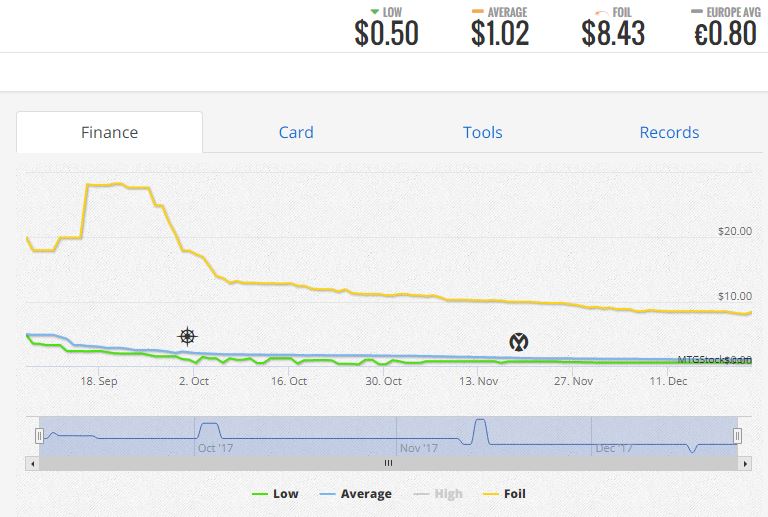 LOW AVERAGE FOIL EUROPE AVG
$0.50 $1.02 $8.43 €0.80
Finance Card Tools Records
$20.00
$10.00
MTGStocks $0.00
18. Sep 2. Oct 16. Oct 30. Oct 13. Nov 27. Nov 11. Dec
Oct '17 Nov '17 Dec '17
Low Average High Foil